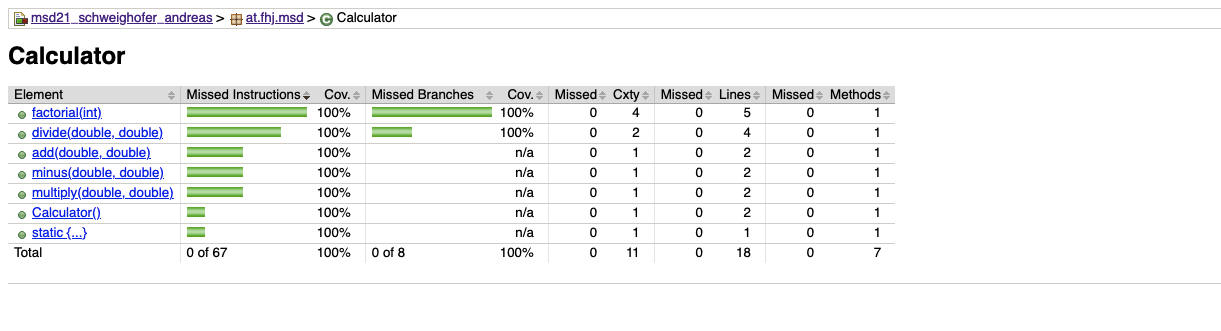 msd21_schweighofer_andreas > at.fhj.msd > Calculator
Calculator
Element Missed Instructions Cov. Missed Branches Cov. Missed Cxty Missed Lines Missed Methods
factorial(int) 100% 100% 0 4 0 5 0 1
divide(double, double) 100% 100% 0 2 0 4 0 1
add(double, double) 100% n/a 0 1 0 2 0 1
minus(double, double) 100% n/a 0 1 0 2 0 1
multiply(double, double) 100% n/a 0 1 0 2 0 1
Calculator() 100% n/a 0 1 0 2 0 1
static {...} 100% n/a 0 1 0 1 0 1
Total 0 of 67 100% 0 of 8 100% 0 11 0 18 0 7